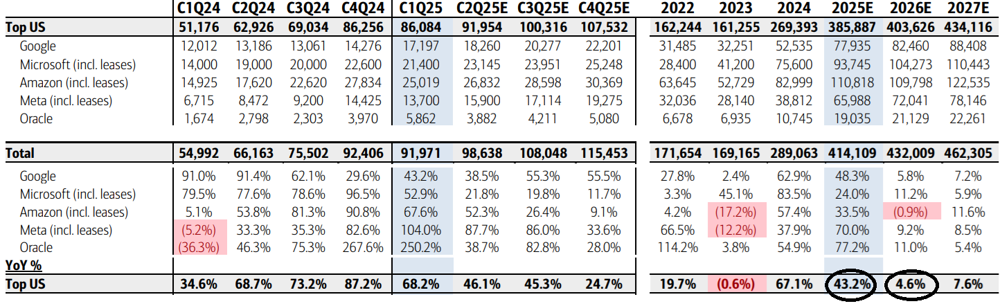 C1Q24 C2Q24 C3Q24 C4Q24 C1Q25 C2Q25E C3Q25E C4Q25E 2022 2023 2024 2025E 2026E 2027E
Top US 51,176 62,926 69,034 86,256 86,084 91,954 100,316 107,532 162,244 161,255 269,393 385,887 403,626 434,116
Google 12,012 13,186 13,061 14,276 17,197 18,260 20,277 22,201 31,485 32,251 52,535 77,935 82,460 88,408
Microsoft (incl. leases) 14,000 19,000 20,000 22,600 21,400 23,145 23,951 25,248 28,400 41,200 75,600 93,745 104,273 110,443
Amazon (incl. leases) 14,925 17,620 22,620 27,834 25,019 26,832 28,598 30,369 63,645 52,729 82,999 110,818 109,798 122,535
Meta (incl. leases) 6,715 8,472 9,200 14,425 13,700 15,900 17,114 19,275 32,036 28,140 38,812 65,988 72,041 78,146
Oracle 1,674 2,798 2,303 3,970 5,862 3,882 4,211 5,080 6,678 6,935 10,745 19,035 21,129 22,261
Total 54,992 66,163 75,502 92,406 91,971 98,638 108,048 115,453 171,654 169,165 289,063 414,109 432,009 462,305
Google 91.0% 91.4% 62.1% 29.6% 43.2% 38.5% 55.3% 55.5% 27.8% 2.4% 62.9% 48.3% 5.8% 7.2%
Microsoft (incl. leases) 79.5% 77.6% 78.6% 96.5% 52.9% 21.8% 19.8% 11.7% 3.3% 45.1% 83.5% 24.0% 11.2% 5.9%
Amazon (incl. leases) 5.1% 53.8% 81.3% 90.8% 67.6% 52.3% 26.4% 9.1% 4.2% (17.2%) 57.4% 33.5% (0.9%) 11.6%
Meta (incl. leases) (5.2%) 33.3% 35.3% 82.6% 104.0% 87.7% 86.0% 33.6% 66.5% (12.2%) 37.9% 70.0% 9.2% 8.5%
Oracle (36.3%) 46.3% 75.3% 267.6% 250.2% 38.7% 82.8% 28.0% 114.2% 3.8% 54.9% 77.2% 11.0% 5.4%
YoY %
Top US 34.6% 68.7% 73.2% 87.2% 68.2% 46.1% 45.3% 24.7% 19.7% (0.6%) 67.1% 43.2% 4.6% 7.6%